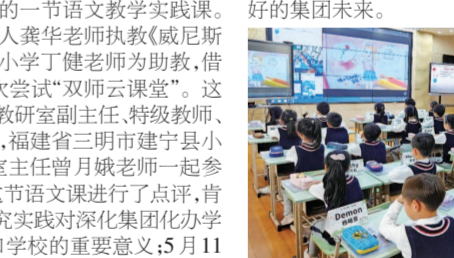 的一节语文教学实践课。
人龚华老师执教《威尼斯
小学丁健老师为助教，借
次尝试“双师云课堂”。这
教研室副主任、特级教师、
，福建省三明市建宁县小
室主任曾月娥老师一起参
这节语文课进行了点评，肯
究实践对深化集团化办学
和学校的重要意义；5月11
好的集团未来。
Demon